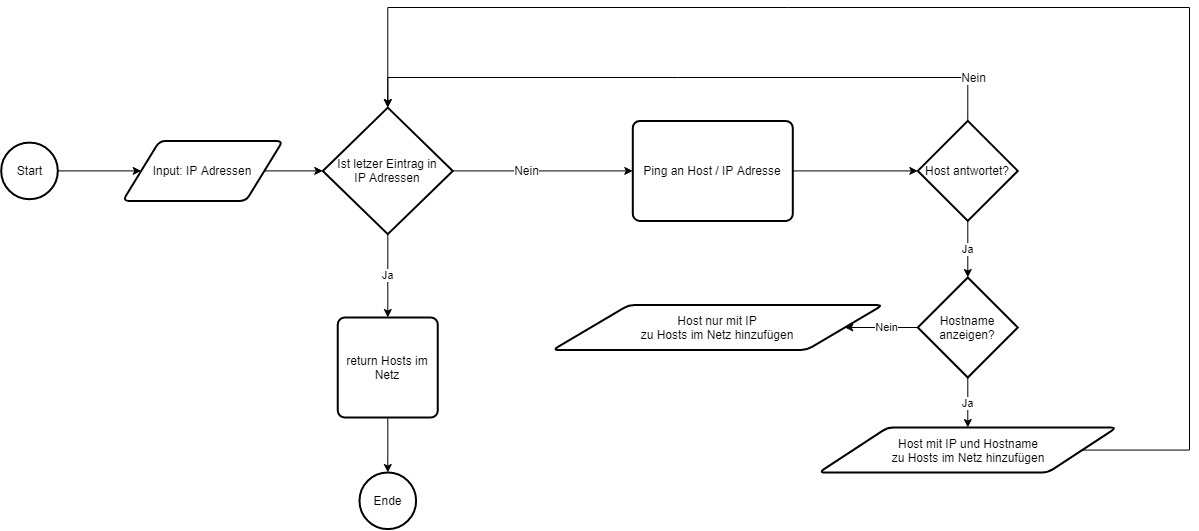 Start
Input: IP Adressen
Ist letzer Eintrag in
IP Adressen
Nein
Ping an Host / IP Adresse
Host antwortet?
Nein
Ja
Ja
Hostname
anzeigen?
Nein
Host nur mit IP
zu Hosts im Netz hinzufügen
Ja
Host mit IP und Hostname
zu Hosts im Netz hinzufügen
return Hosts im
Netz
Ende